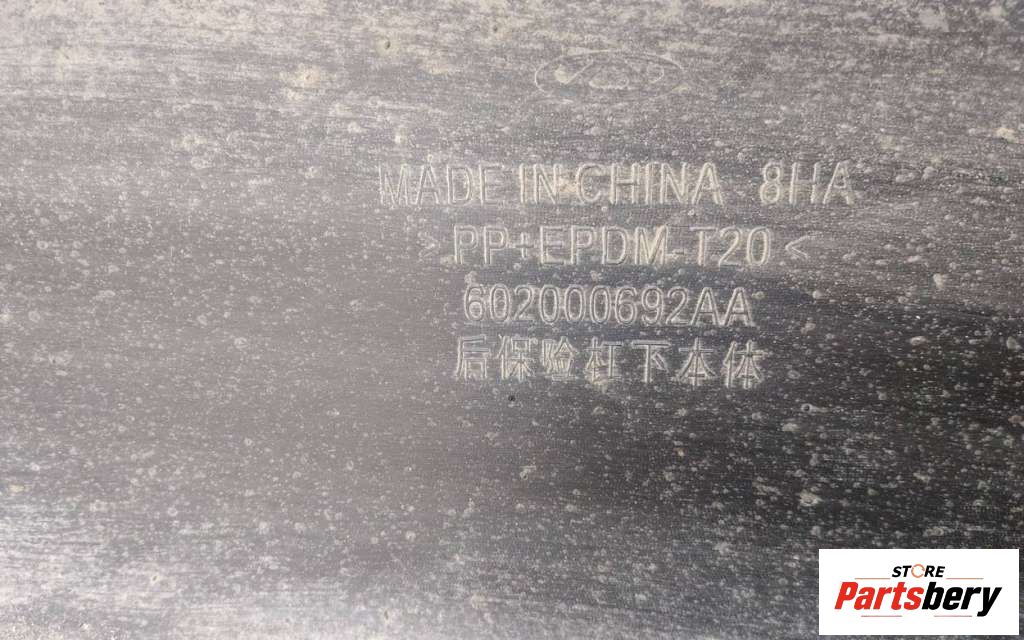 MADE IN CHINA 8HA
>PP+EPDM-T20<
602000692AA
后保险杠下本体
STORE
Partsbery